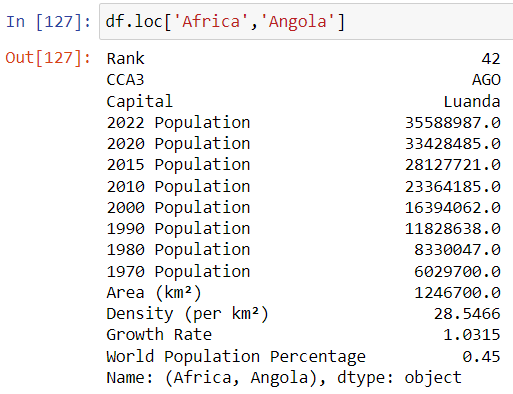 In [127]: df.loc['Africa','Angola']
Out[127]: Rank 42
CCA3 AGO
Capital Luanda
2022 Population 35588987.0
2020 Population 33428485.0
2015 Population 28127721.0
2010 Population 23364185.0
2000 Population 16394062.0
1990 Population 11828638.0
1980 Population 8330047.0
1970 Population 6029700.0
Area (km²) 1246700.0
Density (per km²) 28.5466
Growth Rate 1.0315
World Population Percentage 0.45
Name: (Africa, Angola), dtype: object